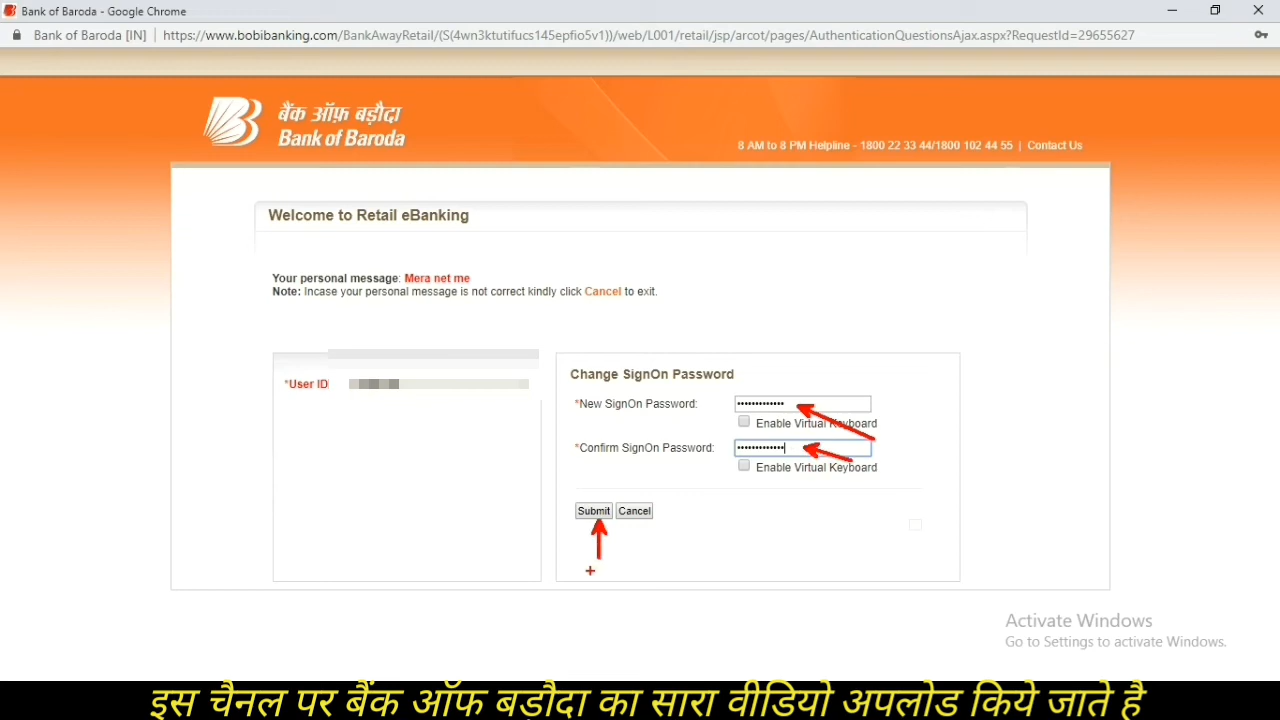 Bank of Baroda - Google Chrome
Bank of Baroda [IN] | https://www.bobibanking.com/BankAwayRetail/(S(4wn3ktutifucs145epfio5v1))/web/L001/retail/jsp/arcot/pages/AuthenticationQuestionsAjax.aspx?RequestId=29655627
बैंक ऑफ़ बड़ौदा
Bank of Baroda
8 AM to 8 PM Helpline - 1800 22 33 44/1800 102 44 55 | Contact Us
Welcome to Retail eBanking
Your personal message: Mera net me
Note: Incase your personal message is not correct kindly click Cancel to exit.
*User ID
Change SignOn Password
*New SignOn Password: •••••••••••••
Enable Virtual Keyboard
*Confirm SignOn Password: •••••••••••••
Enable Virtual Keyboard
Submit Cancel
Activate Windows
Go to Settings to activate Windows.
इस चैनल पर बैंक ऑफ बड़ौदा का सारा वीडियो अपलोड किये जाते है